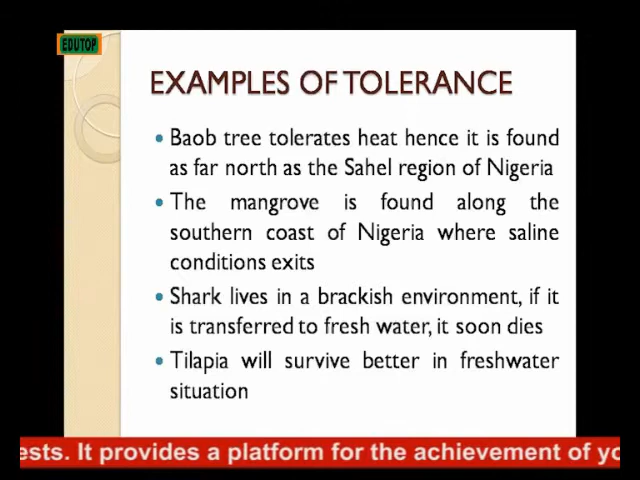 EDUTOP
EXAMPLES OF TOLERANCE
• Baob tree tolerates heat hence it is found
as far north as the Sahel region of Nigeria
• The mangrove is found along the
southern coast of Nigeria where saline
conditions exits
• Shark lives in a brackish environment, if it
is transferred to fresh water, it soon dies
• Tilapia will survive better in freshwater
situation
ests. It provides a platform for the achievement of yo